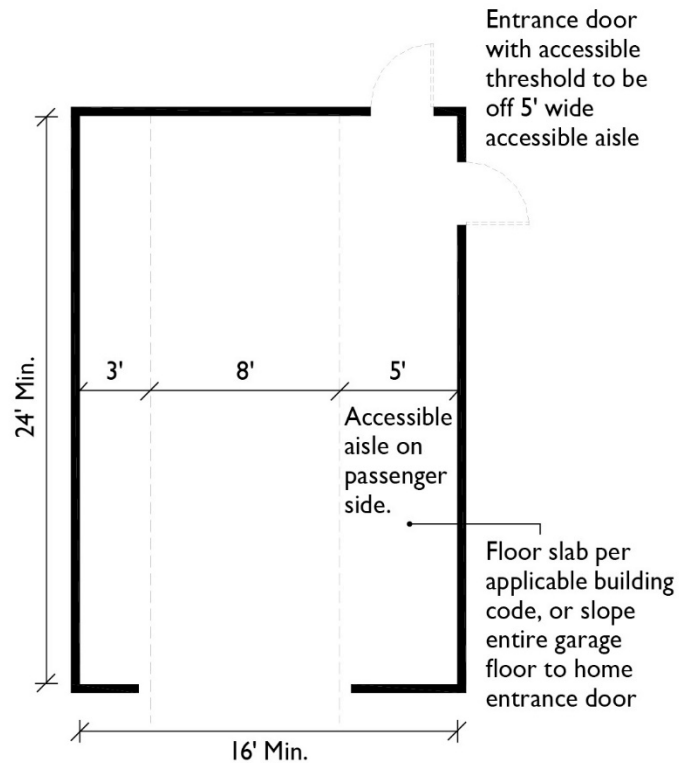 Entrance door
with accessible
threshold to be
off 5' wide
accessible aisle
3'
8'
5'
24' Min.
Accessible
aisle on
passenger
side.
Floor slab per
applicable building
code, or slope
entire garage
floor to home
entrance door
16' Min.